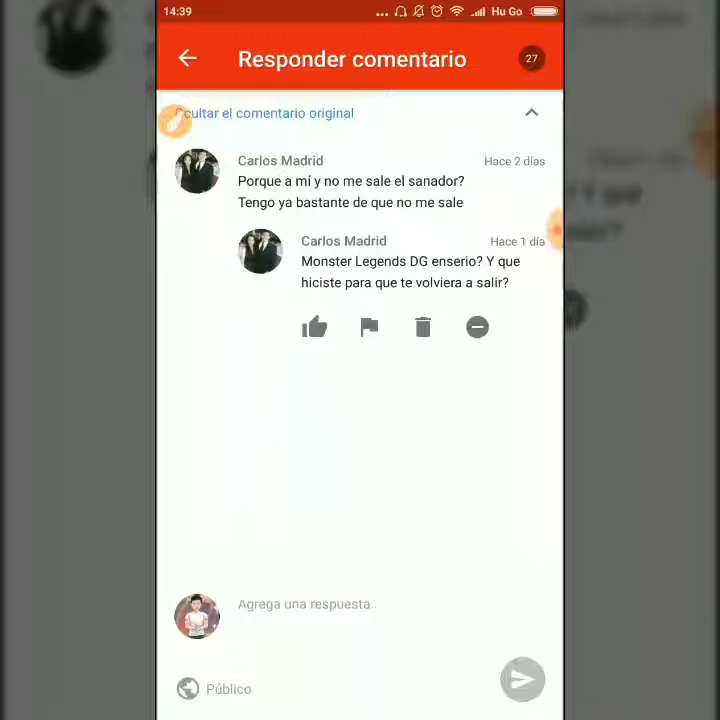 14:39
Hu Go
Responder comentario
27
Ocultar el comentario original
Carlos Madrid
Hace 2 días
Porque a mí y no me sale el sanador?
Tengo ya bastante de que no me sale
Carlos Madrid
Hace 1 día
Monster Legends DG enserio? Y que
hiciste para que te volviera a salir?
Agrega una respuesta..
Público